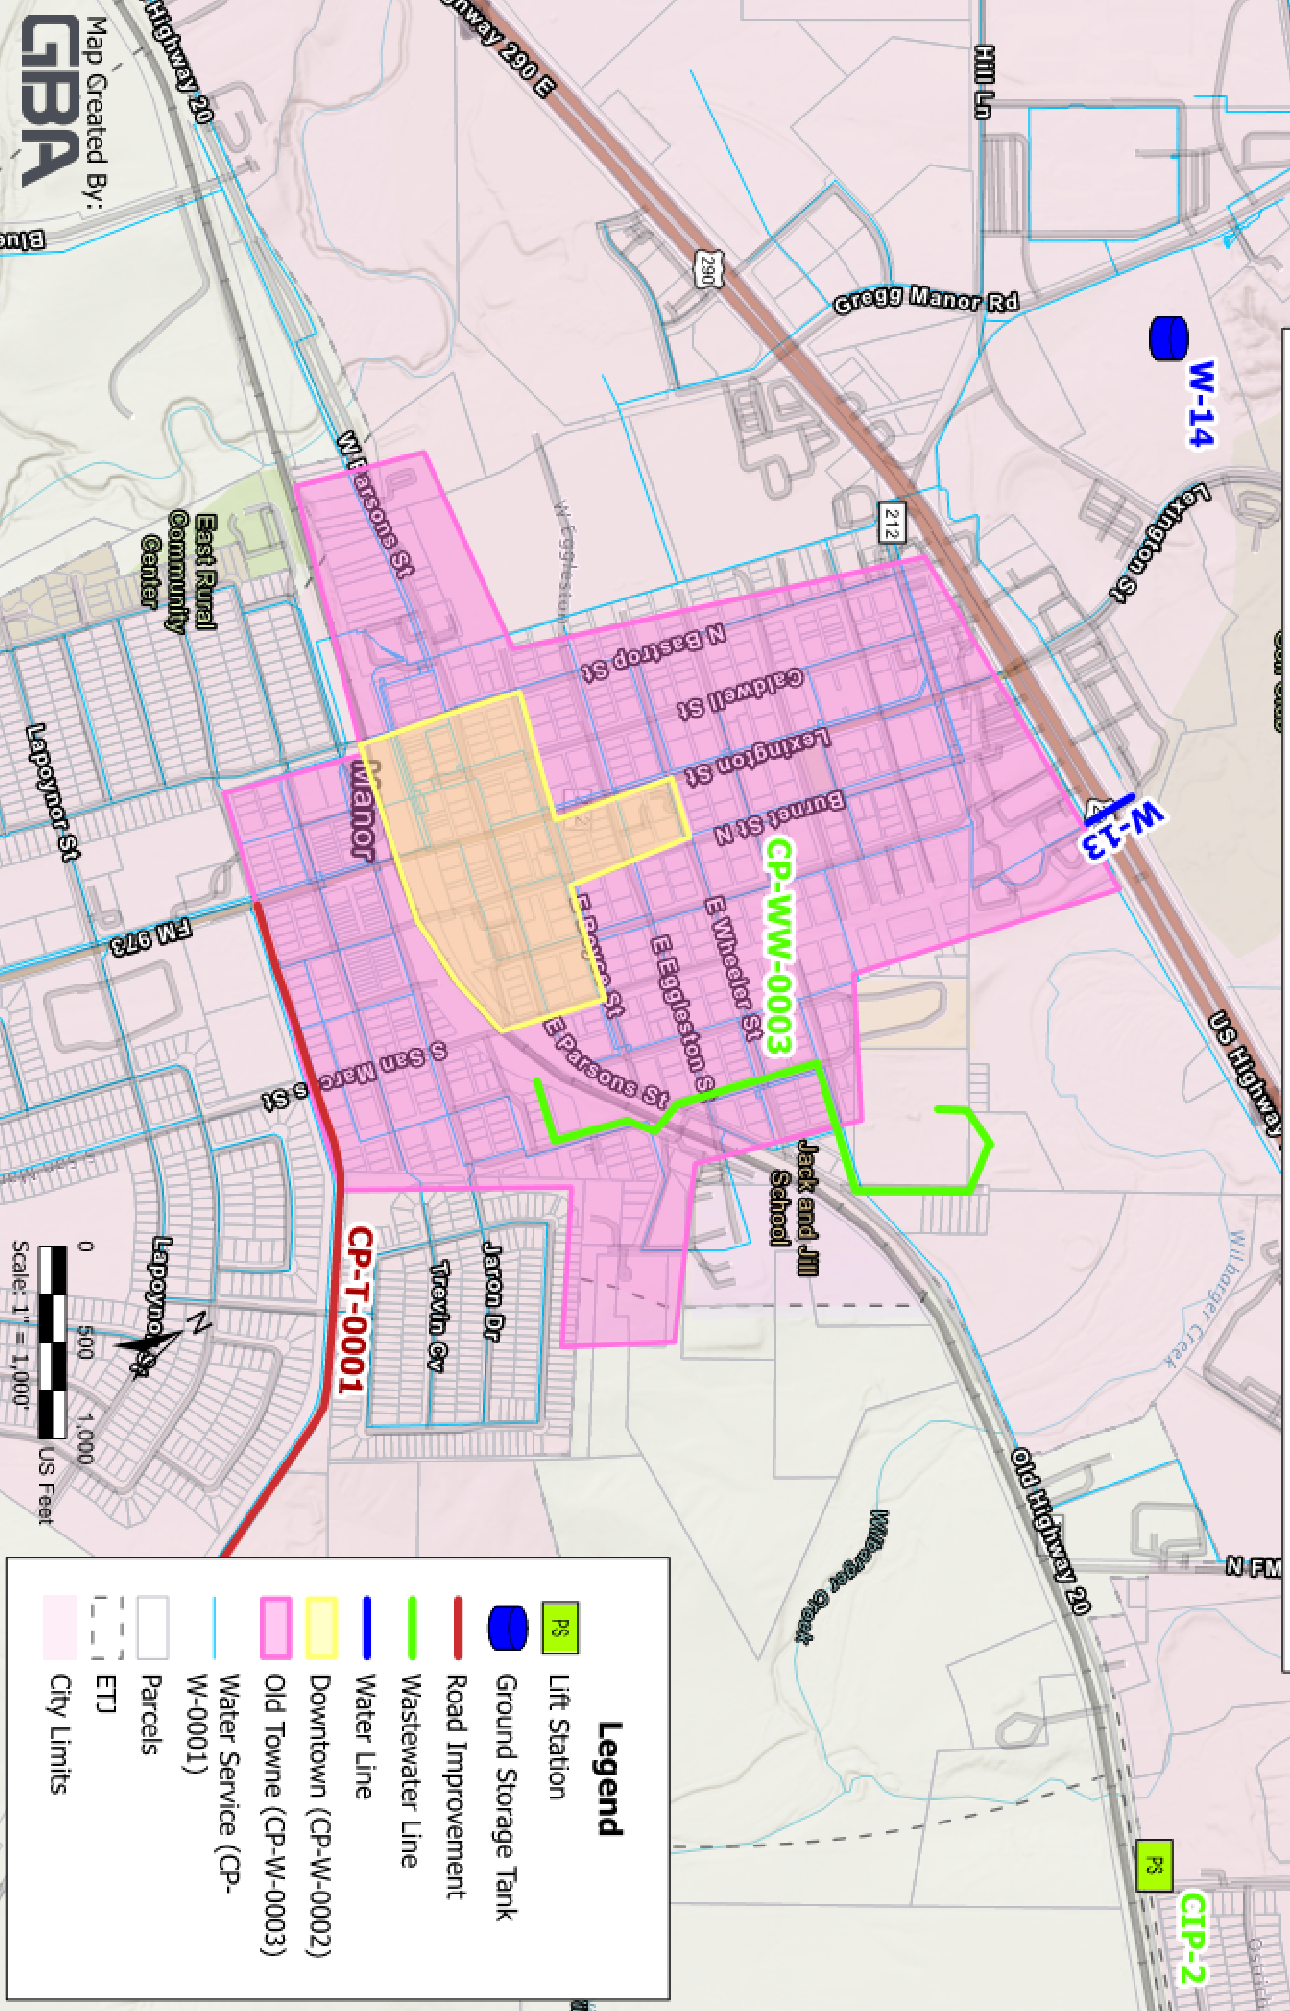 Highway 20
Highway 290 E
Hill Ln
290
Gregg Manor Rd
W-14
Lexington St
212
W Parsons St
W Eggleston
East Rural
Community
Center
N Bastrop St
Caldwell St
Lexington St
Burnet St N
W-13
Manor
CP-WW-0003
E Wheeler St
E Eggleston S
E Boyce St
E Parsons St
S San Marc
s St
FM 973
Lapoynor St
US Highway
Jack and Jill
School
Wilbarger Creek
CP-T-0001
Jaron Dr
Trevin Cv
Lapoynor St
Old Highway 20
N FM
Wilbarger Creek
PS
CIP-2
N
0 500 1,000
US Feet
Scale: 1" = 1,000'
Map Created By:
GBA
Legend
PS
Lift Station
Ground Storage Tank
Road Improvement
Wastewater Line
Water Line
Downtown (CP-W-0002)
Old Towne (CP-W-0003)
Water Service (CP-
W-0001)
Parcels
ETJ
City Limits